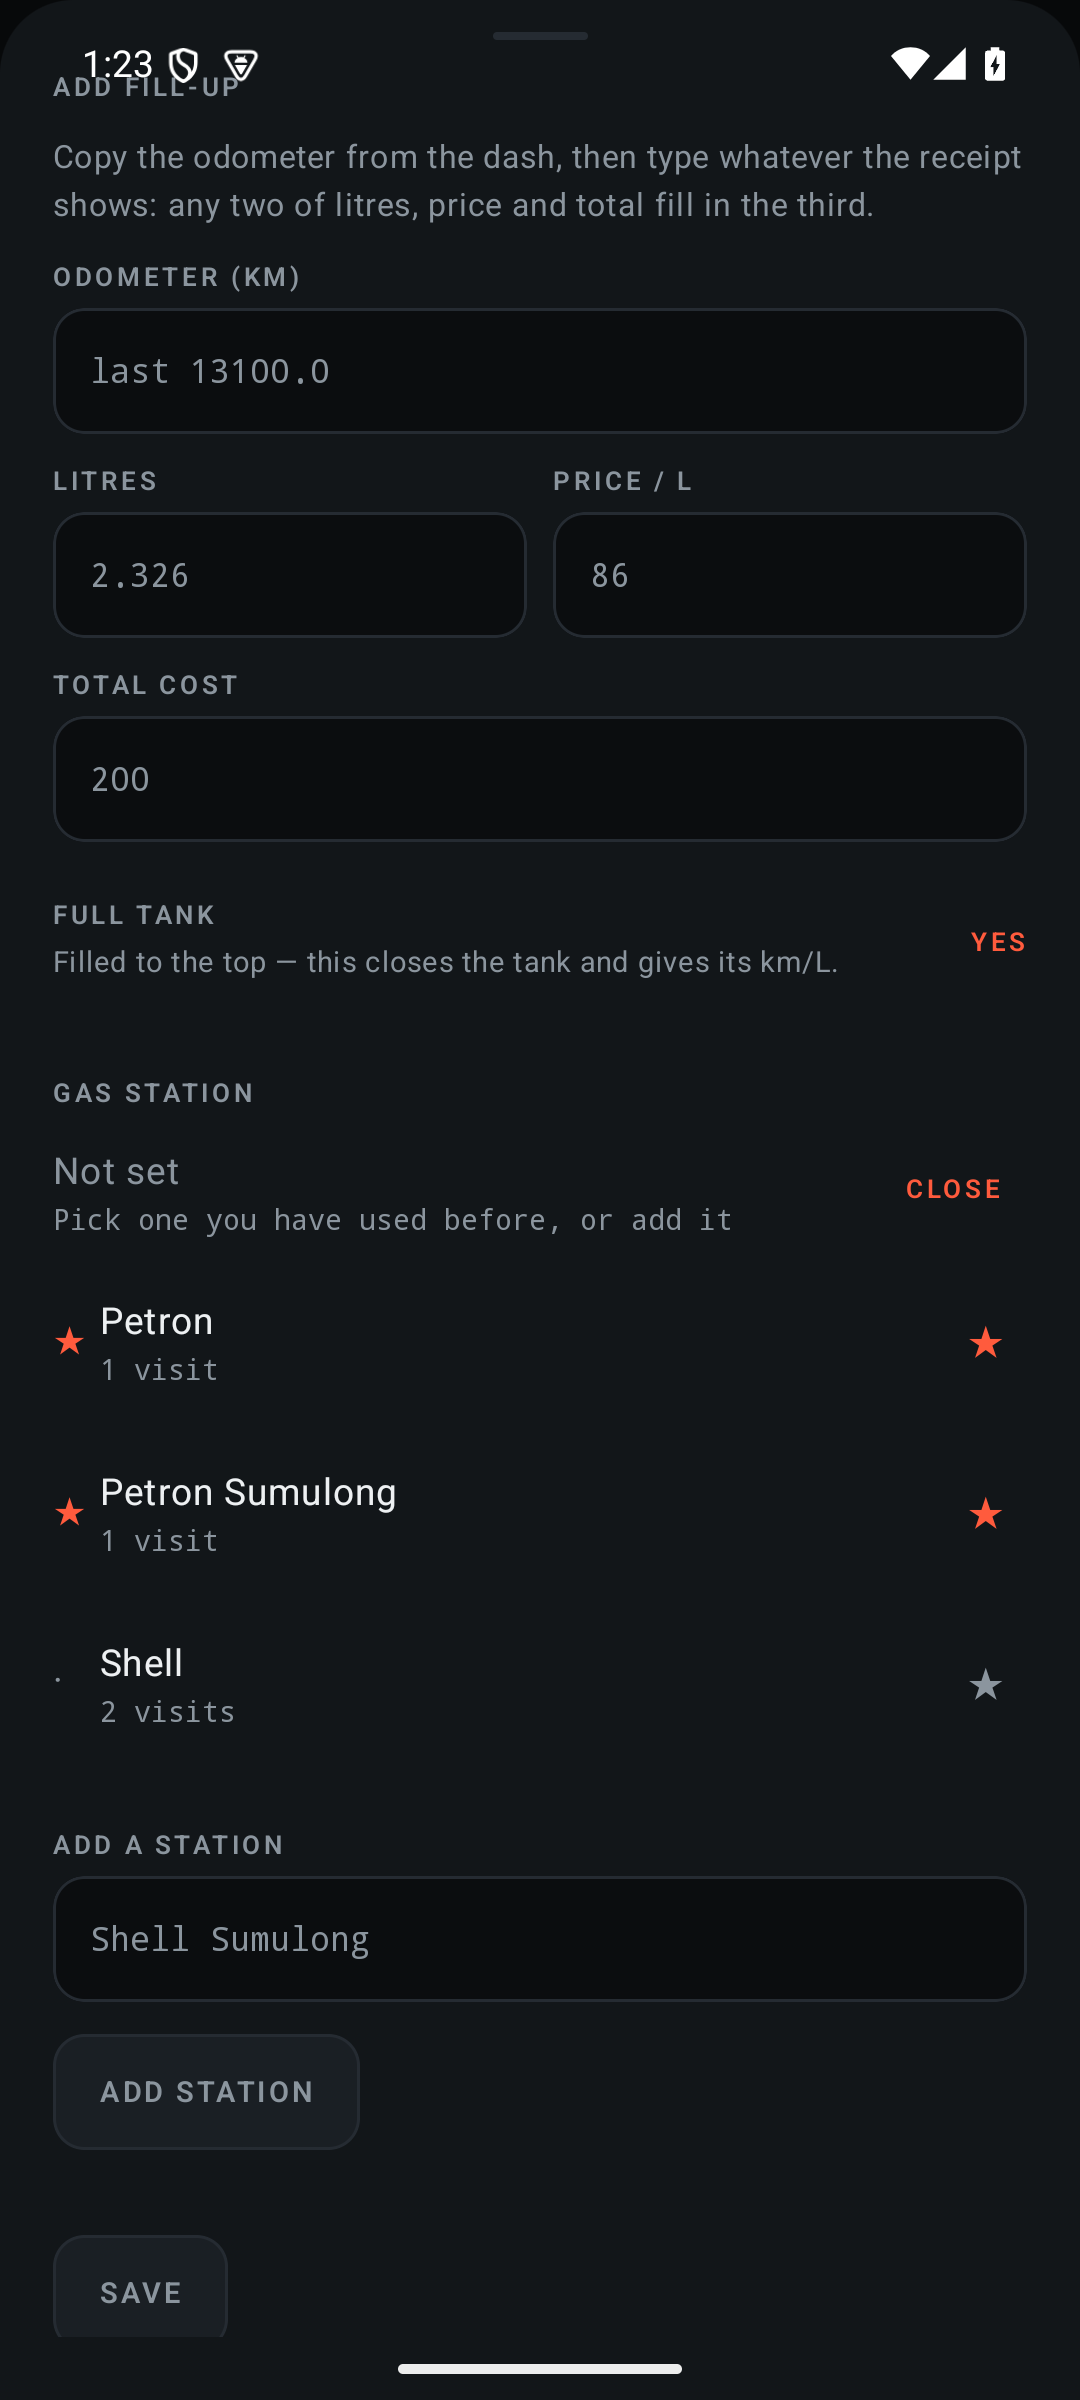 1:23
ADD FILL-UP
Copy the odometer from the dash, then type whatever the receipt
shows: any two of litres, price and total fill in the third.
ODOMETER (KM)
last 13100.0
LITRES
PRICE / L
2.326
86
TOTAL COST
200
FULL TANK
Filled to the top — this closes the tank and gives its km/L.
YES
GAS STATION
Not set
Pick one you have used before, or add it
CLOSE
Petron
1 visit
Petron Sumulong
1 visit
Shell
2 visits
ADD A STATION
Shell Sumulong
ADD STATION
SAVE